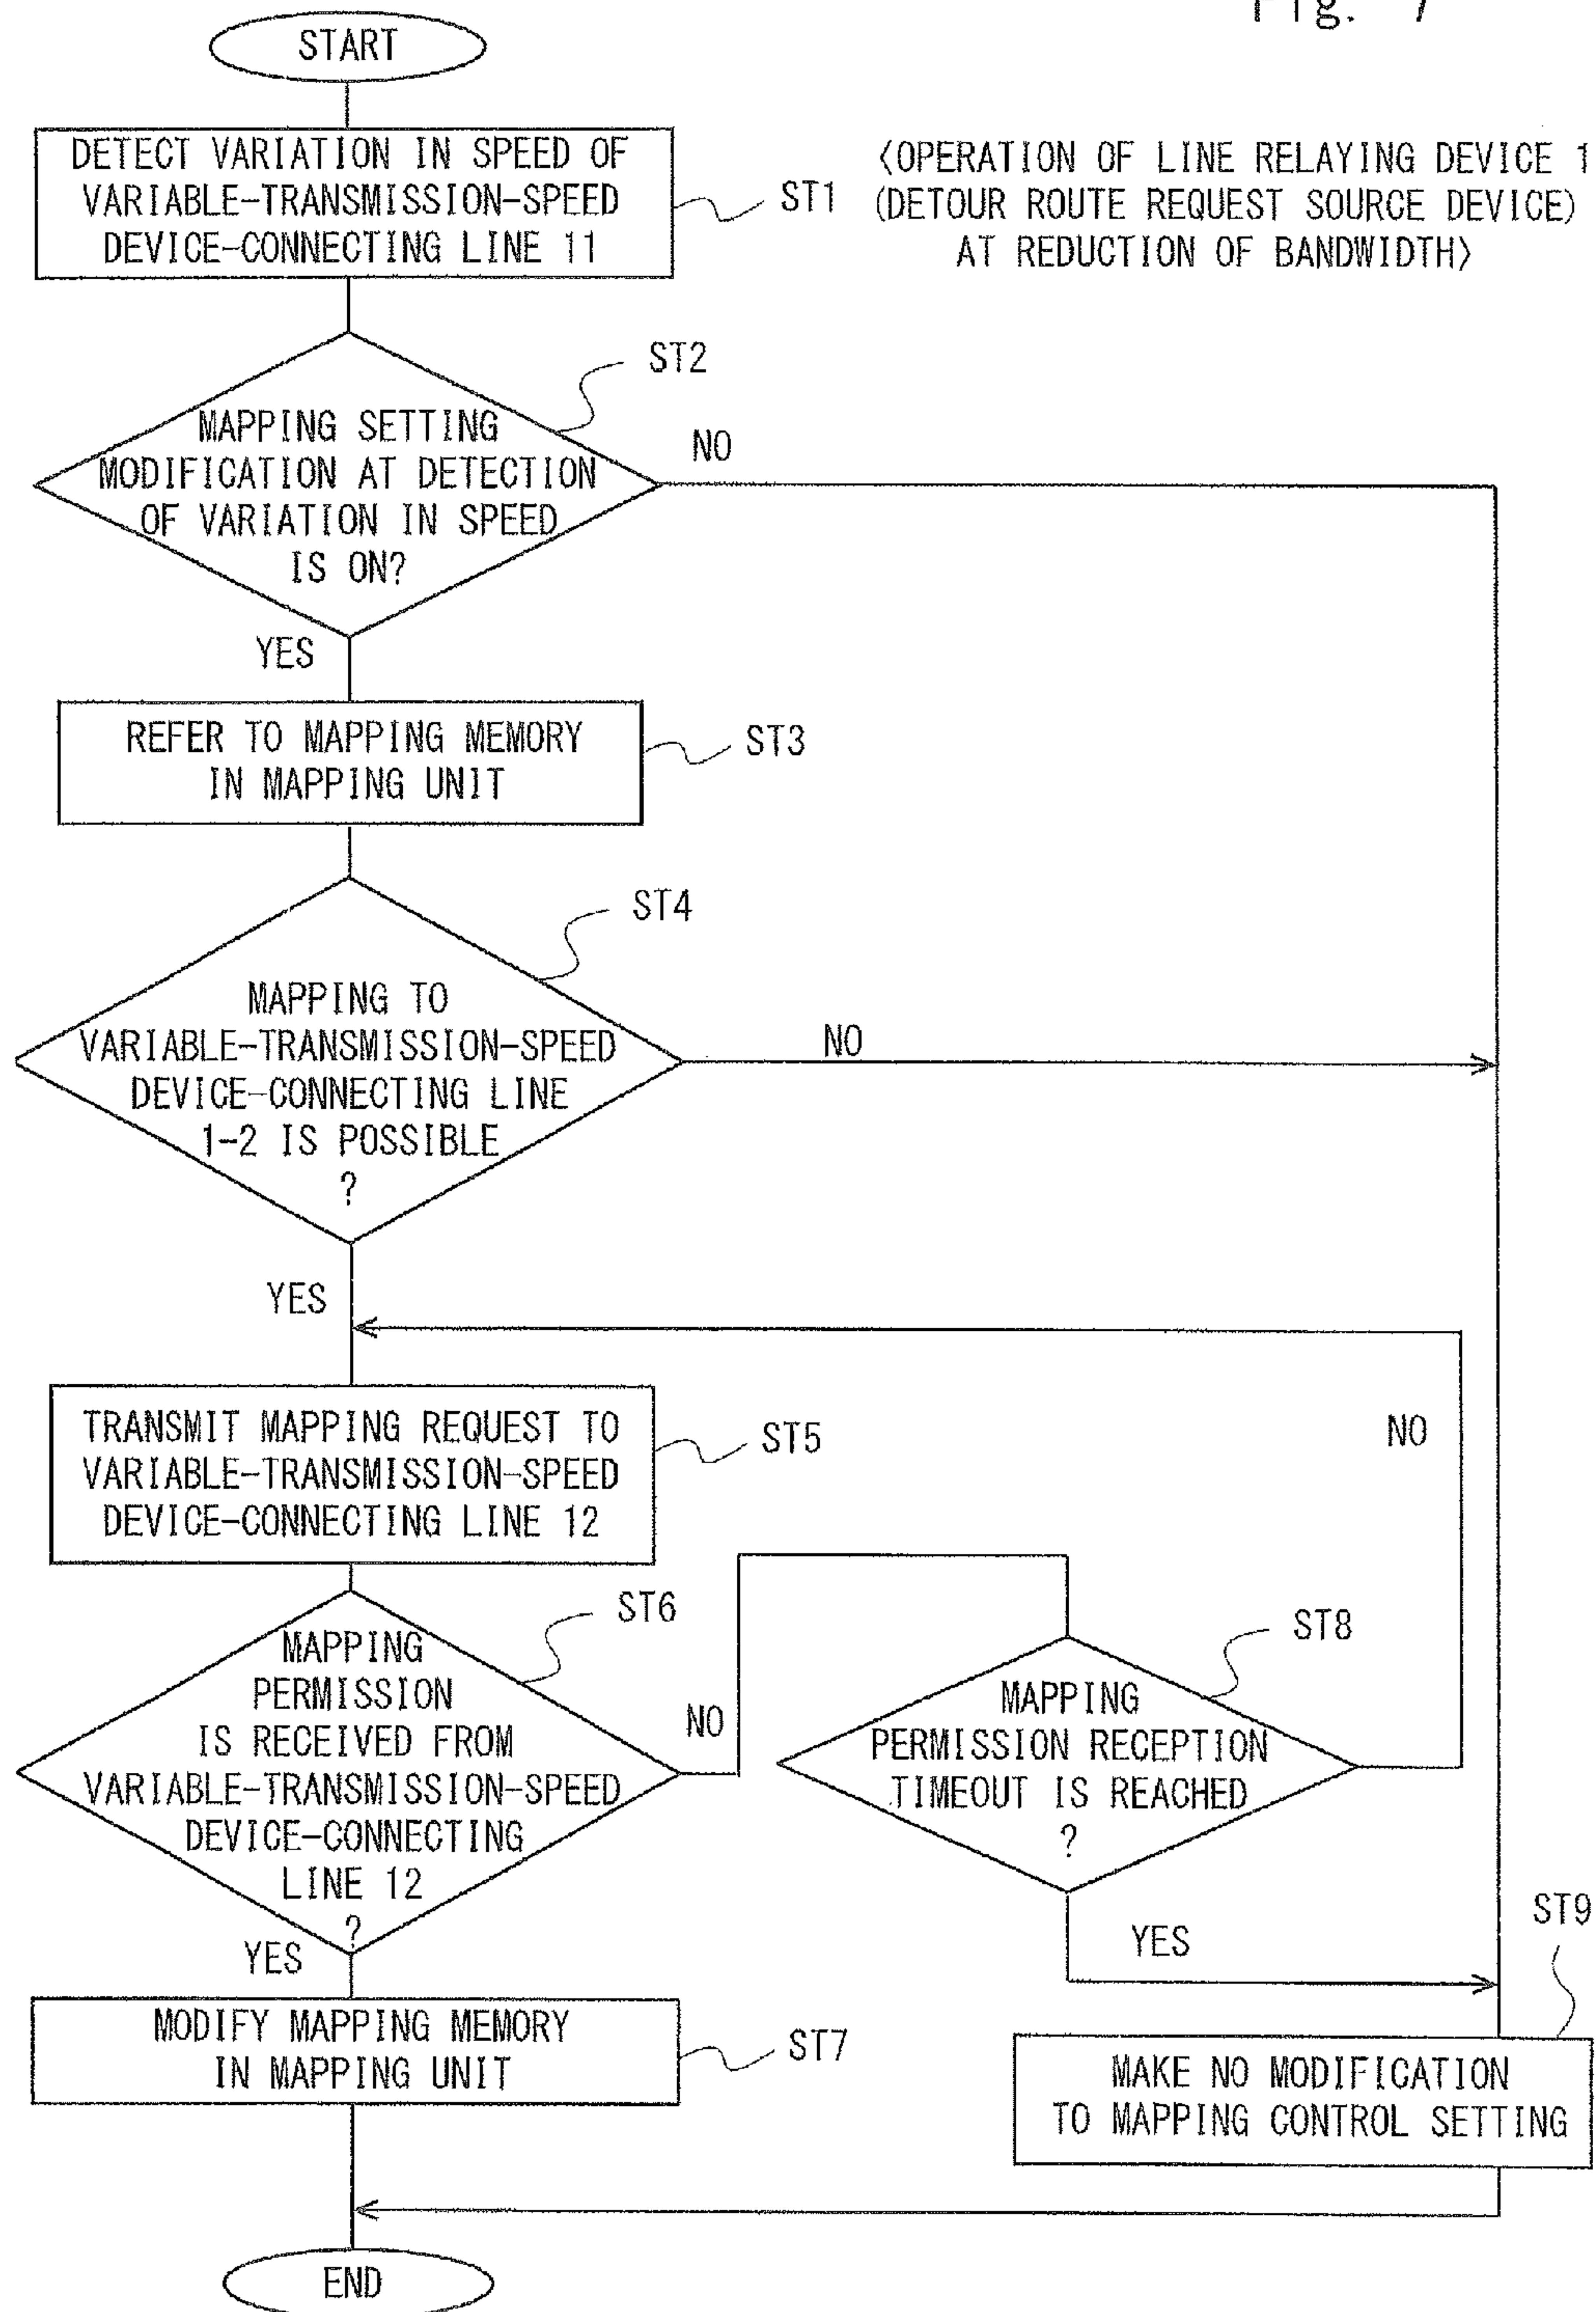 Fig. 7
START
DETECT VARIATION IN SPEED OF
VARIABLE-TRANSMISSION-SPEED
DEVICE-CONNECTING LINE 11
ST1
〈OPERATION OF LINE RELAYING DEVICE 1
(DETOUR ROUTE REQUEST SOURCE DEVICE)
AT REDUCTION OF BANDWIDTH〉
ST2
MAPPING SETTING
MODIFICATION AT DETECTION
OF VARIATION IN SPEED
IS ON?
NO
YES
REFER TO MAPPING MEMORY
IN MAPPING UNIT
ST3
ST4
MAPPING TO
VARIABLE-TRANSMISSION-SPEED
DEVICE-CONNECTING LINE
1-2 IS POSSIBLE
?
NO
YES
TRANSMIT MAPPING REQUEST TO
VARIABLE-TRANSMISSION-SPEED
DEVICE-CONNECTING LINE 12
ST5
NO
ST6
MAPPING
PERMISSION
IS RECEIVED FROM
VARIABLE-TRANSMISSION-SPEED
DEVICE-CONNECTING
LINE 12
?
NO
ST8
MAPPING
PERMISSION RECEPTION
TIMEOUT IS REACHED
?
YES
YES
MODIFY MAPPING MEMORY
IN MAPPING UNIT
ST7
ST9
MAKE NO MODIFICATION
TO MAPPING CONTROL SETTING
END